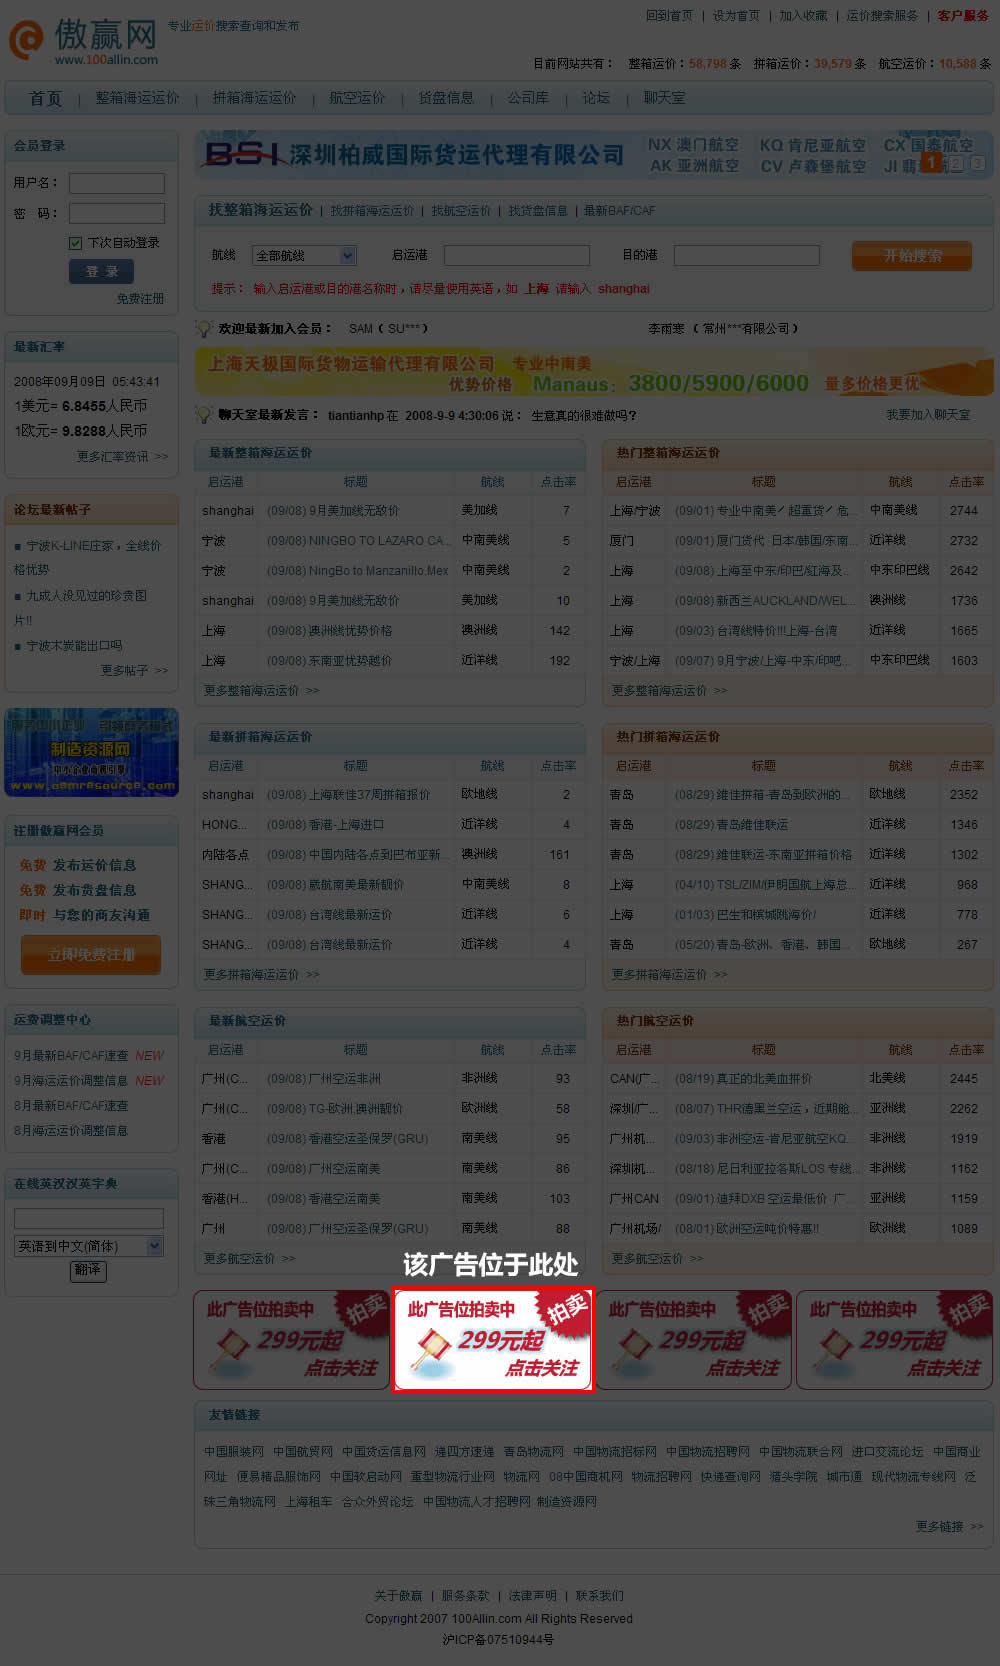 回到首页 | 设为首页 | 加入收藏 | 运价搜索服务 | 客户服务
傲赢网 专业运价搜索查询和发布
www.100allin.com
目前网站共有： 整箱运价：58,798 条 拼箱运价：39,579 条 航空运价：10,588 条
首页 | 整箱海运运价 | 拼箱海运运价 | 航空运价 | 货盘信息 | 公司库 | 论坛 | 聊天室
会员登录
用户名：
密 码：
下次自动登录
登 录
免费注册
最新汇率
2008年09月09日 05:43:41
1美元= 6.8455人民币
1欧元= 9.8288人民币
更多汇率资讯 >>
论坛最新帖子
宁波K-LINE庄家，全线价
格优势
九成人没见过的珍贵图
片!!
宁波木炭能出口吗
更多帖子 >>
制造资源网
中小企业商机引擎
注册傲赢网会员
免费 发布运价信息
免费 发布货盘信息
即时 与您的商友沟通
立即免费注册
运费调整中心
9月最新BAF/CAF速查 NEW
9月海运运价调整信息 NEW
8月最新BAF/CAF速查
8月海运运价调整信息
在线英汉汉英字典
英语到中文(简体)
翻译
BSI 深圳柏威国际货运代理有限公司
NX 澳门航空 KQ 肯尼亚航空 CX 国泰航空
AK 亚洲航空 CV 卢森堡航空 JI
1 2 3
找整箱海运运价 | 找拼箱海运运价 | 找航空运价 | 找货盘信息 | 最新BAF/CAF
航线 全部航线 启运港 目的港 开始搜索
提示： 输入启运港或目的港名称时，请尽量使用英语，如 上海 请输入 shanghai
欢迎最新加入会员： SAM ( SU*** ) 李雨寒 ( 常州***有限公司 )
上海天极国际货物运输代理有限公司 专业中南美
优势价格 Manaus: 3800/5900/6000 量多价格更优
聊天室最新发言： tiantianhp 在 2008-9-9 4:30:06 说： 生意真的很难做吗? 我要加入聊天室
最新整箱海运运价
启运港 标题 航线 点击率
shanghai (09/08) 9月美加线无敌价 美加线 7
宁波 (09/08) NINGBO TO LAZARO CA... 中南美线 5
宁波 (09/08) NingBo to Manzanillo,Mex 中南美线 2
shanghai (09/08) 9月美加线无敌价 美加线 10
上海 (09/08) 澳洲线优势价格 澳洲线 142
上海 (09/08) 东南亚优势越价 近洋线 192
更多整箱海运运价 >>
热门整箱海运运价
启运港 标题 航线 点击率
上海/宁波 (09/01) 专业中南美／超重货／危... 中南美线 2744
厦门 (09/01) 厦门货代 日本/韩国/东南... 近洋线 2732
上海 (09/08) 上海至中东/印巴/红海及... 中东印巴线 2642
上海 (09/08) 新西兰AUCKLAND/WEL... 澳洲线 1736
上海 (09/03) 台湾线特价!!!上海-台湾 近洋线 1665
宁波/上海 (09/07) 9月宁波/上海-中东/印吧... 中东印巴线 1603
更多整箱海运运价 >>
最新拼箱海运运价
启运港 标题 航线 点击率
shanghai (09/08) 上海联佳37周拼箱报价 欧地线 2
HONG... (09/08) 香港-上海进口 近洋线 4
内陆各点 (09/08) 中国内陆各点到巴布亚新... 澳洲线 161
SHANG... (09/08) 葳航南美最新靓价 中南美线 8
SHANG... (09/08) 台湾线最新运价 近洋线 6
SHANG... (09/08) 台湾线最新运价 近洋线 4
更多拼箱海运运价 >>
热门拼箱海运运价
启运港 标题 航线 点击率
青岛 (08/29) 维佳拼箱-青岛到欧洲的... 欧地线 2352
青岛 (08/29) 青岛维佳联运 近洋线 1346
青岛 (08/29) 维佳联运-东南亚拼箱价格 近洋线 1302
上海 (04/10) TSL/ZIM/伊朗国航上海总... 近洋线 968
上海 (01/03) 巴生和槟城跳海价/ 近洋线 778
青岛 (05/20) 青岛-欧洲、香港、韩国... 欧地线 267
更多拼箱海运运价 >>
最新航空运价
启运港 标题 航线 点击率
广州(C... (09/08) 广州空运非洲 非洲线 93
广州(C... (09/08) TG-欧洲.澳洲靓价 欧洲线 58
香港 (09/08) 香港空运圣保罗(GRU) 南美线 95
广州(C... (09/08) 广州空运南美 南美线 86
香港(H... (09/08) 香港空运南美 南美线 103
广州 (09/08) 广州空运圣保罗(GRU) 南美线 88
更多航空运价 >>
热门航空运价
启运港 标题 航线 点击率
CAN(广... (08/19) 真正的北美血拼价 北美线 2445
深圳/广... (08/07) THR德黑兰空运，近期舱... 亚洲线 2262
广州机... (09/03) 非洲空运-肯尼亚航空KQ... 非洲线 1919
深圳机... (08/18) 尼日利亚拉各斯LOS 专线... 非洲线 1162
广州CAN (09/01) 迪拜DXB 空运最低价 广... 亚洲线 1159
广州机场/ (08/01) 欧洲空运吨价特惠!! 欧洲线 1089
更多航空运价 >>
该广告位于此处
此广告位拍卖中 拍卖
299元起
点击关注
此广告位拍卖中 拍卖
299元起
点击关注
此广告位拍卖中 拍卖
299元起
点击关注
此广告位拍卖中 拍卖
299元起
点击关注
友情链接
中国服装网 中国航贸网 中国货运信息网 递四方速递 青岛物流网 中国物流招标网 中国物流招聘网 中国物流联合网 进口交流论坛 中国商业
网址 便易精品服饰网 中国软启动网 重型物流行业网 物流网 08中国商机网 物流招聘网 快递查询网 猎头学院 城市通 现代物流专线网 泛
珠三角物流网 上海租车 合众外贸论坛 中国物流人才招聘网 制造资源网
更多链接 >>
关于傲赢 | 服务条款 | 法律声明 | 联系我们
Copyright 2007 100Allin.com All Rights Reserved
沪ICP备07510944号